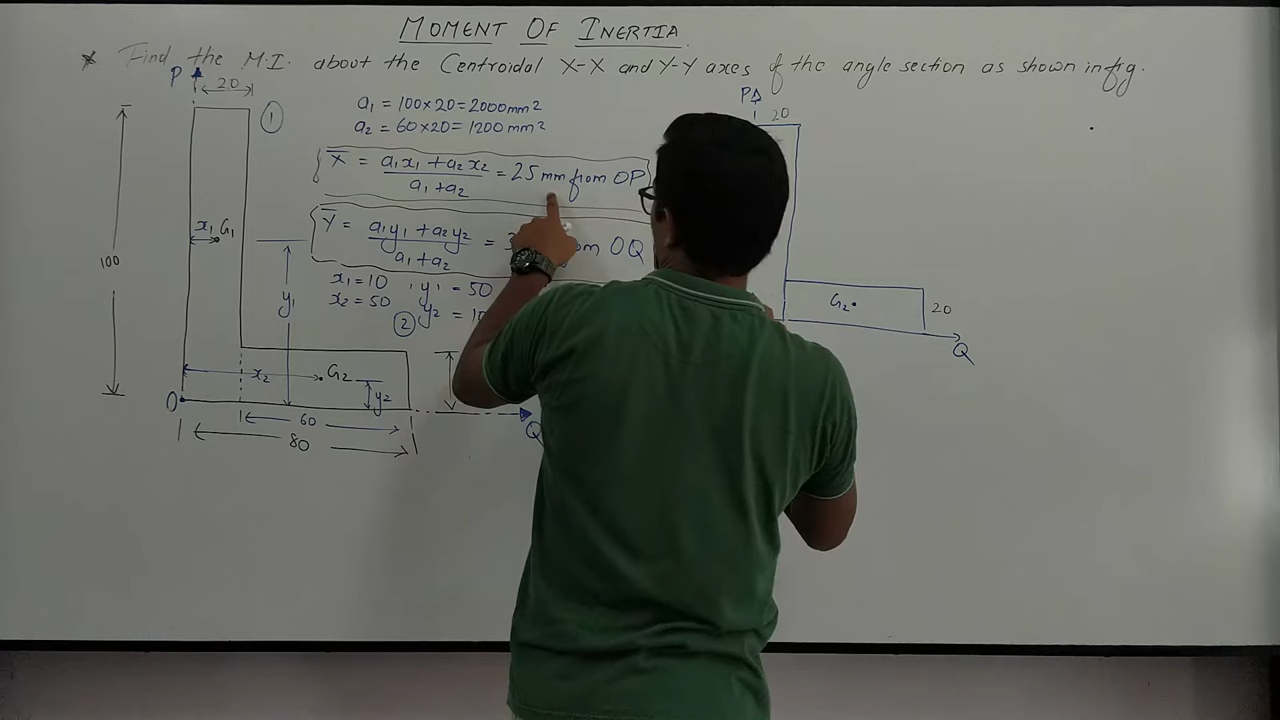 MOMENT OF INERTIA
* Find the M.I. about the Centroidal X-X and Y-Y axes of the angle section as shown in fig.
P
20
1
a1 = 100×20 = 2000mm²
a2 = 60×20 = 1200 mm²
X̄ = a1x1 + a2x2 / a1 + a2 = 25mm from OP
Ȳ = a1y1 + a2y2 / a1 + a2 = OQ
x1 = 10 , y1 = 50
x2 = 50 y2 =
2
x1 G1
100
y1
x2
G2
y2
O
60
80
Q
P
20
G2
20
Q